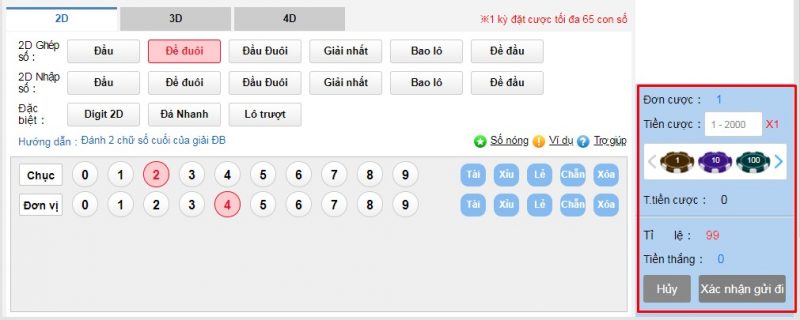 2D 3D 4D ※1 kỳ đặt cược tối đa 65 con số
2D Ghép số : Đầu Đề đuôi Đầu Đuôi Giải nhất Bao lô Đề đầu
2D Nhập số : Đầu Đề đuôi Đầu Đuôi Giải nhất Bao lô Đề đầu
Đặc biệt : Digit 2D Đá Nhanh Lô trượt
Hướng dẫn : Đánh 2 chữ số cuối của giải ĐB Số nóng Ví dụ ? Trợ giúp
Chục 0 1 2 3 4 5 6 7 8 9 Tài Xỉu Lẻ Chẵn Xóa
Đơn vị 0 1 2 3 4 5 6 7 8 9 Tài Xỉu Lẻ Chẵn Xóa
Đơn cược : 1
Tiền cược : 1 - 2000 X1
1 10 100
T.tiền cược : 0
Tỉ lệ : 99
Tiền thắng : 0
Hủy Xác nhận gửi đi